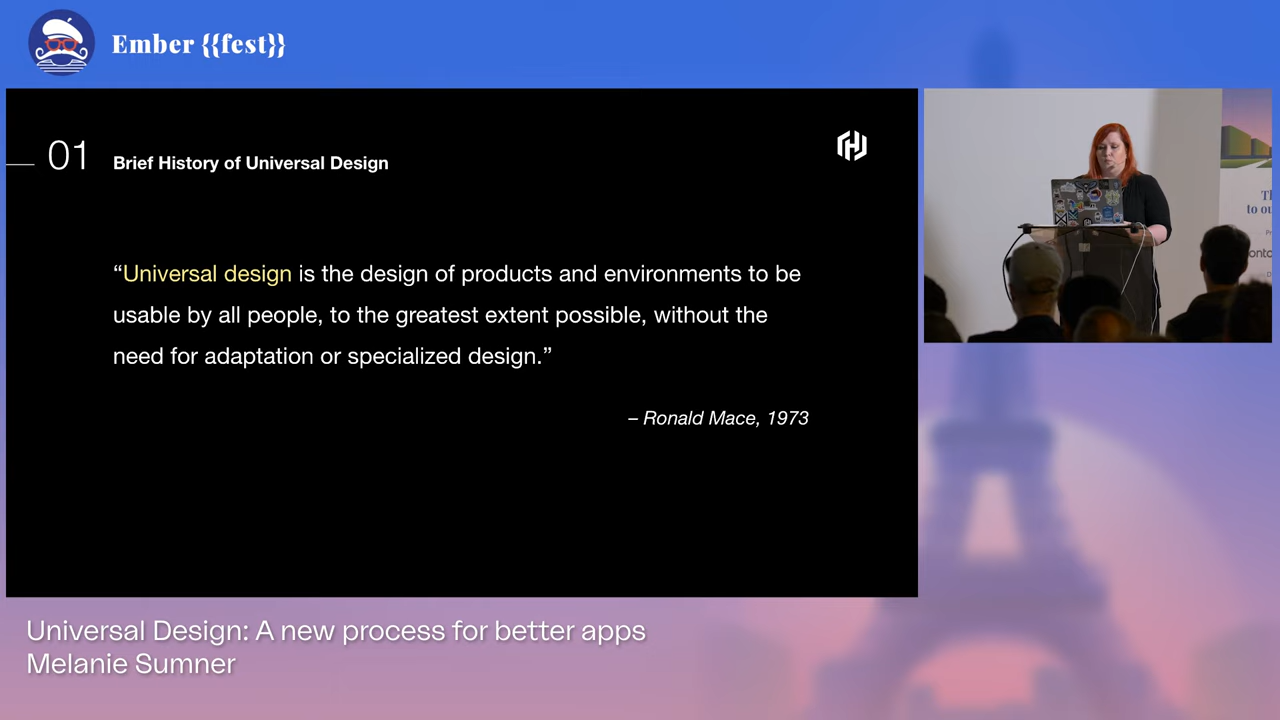 Ember {{fest}}
01 Brief History of Universal Design
“Universal design is the design of products and environments to be
usable by all people, to the greatest extent possible, without the
need for adaptation or specialized design.”
– Ronald Mace, 1973
to ou
Universal Design: A new process for better apps
Melanie Sumner